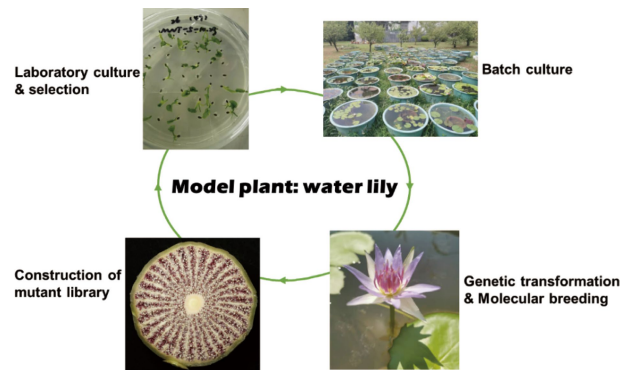 Laboratory culture
& selection
Batch culture
Model plant: water lily
Construction of
mutant library
Genetic transformation
& Molecular breeding